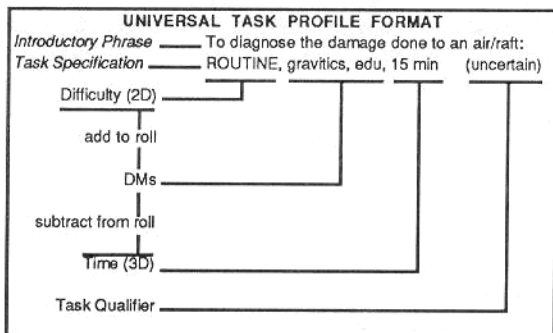 UNIVERSAL TASK PROFILE FORMAT
Introductory Phrase To diagnose the damage done to an air/raft:
Task Specification ROUTINE, gravitics, edu, 15 min (uncertain)
Difficulty (2D)
add to roll
DMs
subtract from roll
Time (3D)
Task Qualifier